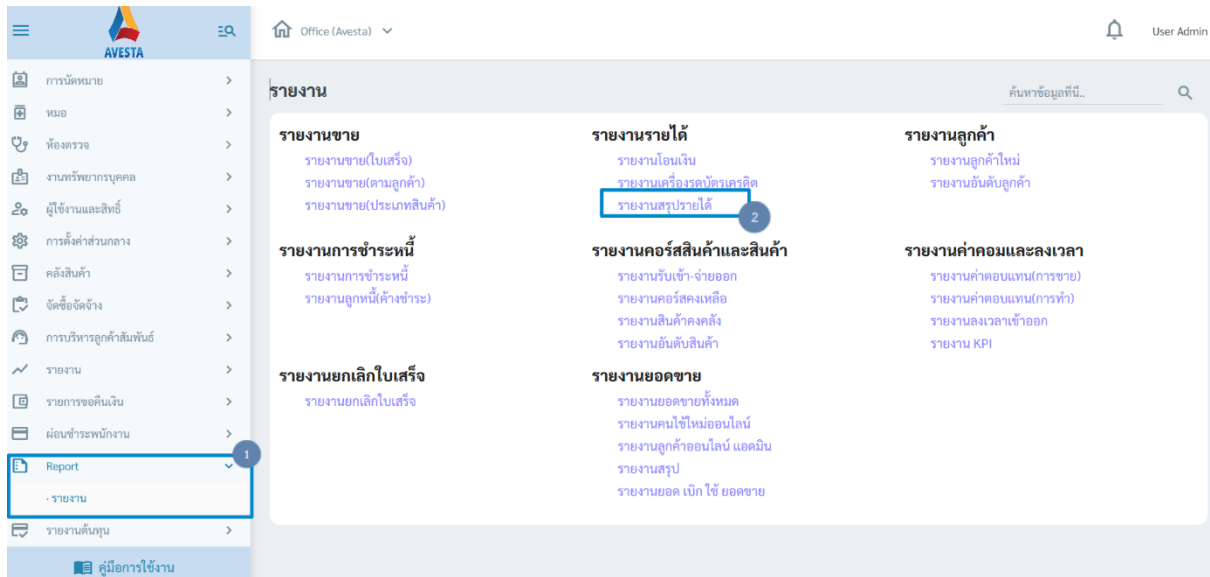 AVESTA
Office (Avesta)
User Admin
การนัดหมาย
หมอ
ห้องตรวจ
งานทรัพยากรบุคคล
ผู้ใช้งานและสิทธิ์
การตั้งค่าส่วนกลาง
คลังสินค้า
จัดซื้อจัดจ้าง
การบริหารลูกค้าสัมพันธ์
รายงาน
รายการขอคืนเงิน
ผ่อนชำระพนักงาน
Report
1
· รายงาน
รายงานต้นทุน
คู่มือการใช้งาน
รายงาน
ค้นหาข้อมูลที่นี่..
รายงานขาย
รายงานขาย(ใบเสร็จ)
รายงานขาย(ตามลูกค้า)
รายงานขาย(ประเภทสินค้า)
รายงานรายได้
รายงานโอนเงิน
รายงานเครื่องรูดบัตรเครดิต
รายงานสรุปรายได้
2
รายงานลูกค้า
รายงานลูกค้าใหม่
รายงานอันดับลูกค้า
รายงานการชำระหนี้
รายงานการชำระหนี้
รายงานลูกหนี้(ค้างชำระ)
รายงานคอร์สสินค้าและสินค้า
รายงานรับเข้า-จ่ายออก
รายงานคอร์สคงเหลือ
รายงานสินค้าคงคลัง
รายงานอันดับสินค้า
รายงานค่าคอมและลงเวลา
รายงานค่าตอบแทน(การขาย)
รายงานค่าตอบแทน(การทำ)
รายงานลงเวลาเข้าออก
รายงาน KPI
รายงานยกเลิกใบเสร็จ
รายงานยกเลิกใบเสร็จ
รายงานยอดขาย
รายงานยอดขายทั้งหมด
รายงานคนไข้ใหม่ออนไลน์
รายงานลูกค้าออนไลน์ แอดมิน
รายงานสรุป
รายงานยอด เบิก ใช้ ยอดขาย